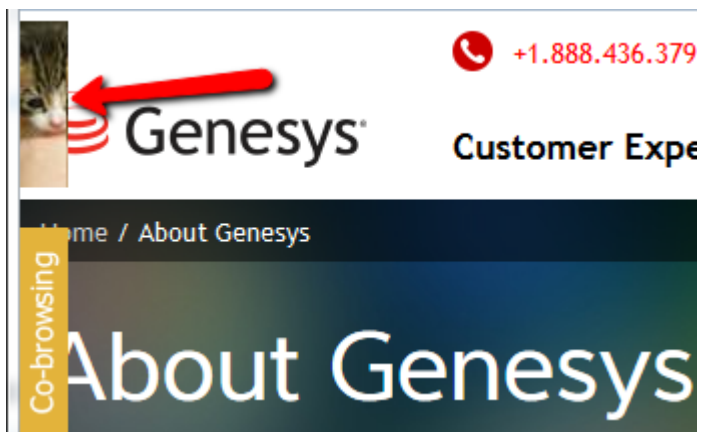 +1.888.436.379
Genesys
Customer Expe
Home / About Genesys
Co-browsing
About Genesys